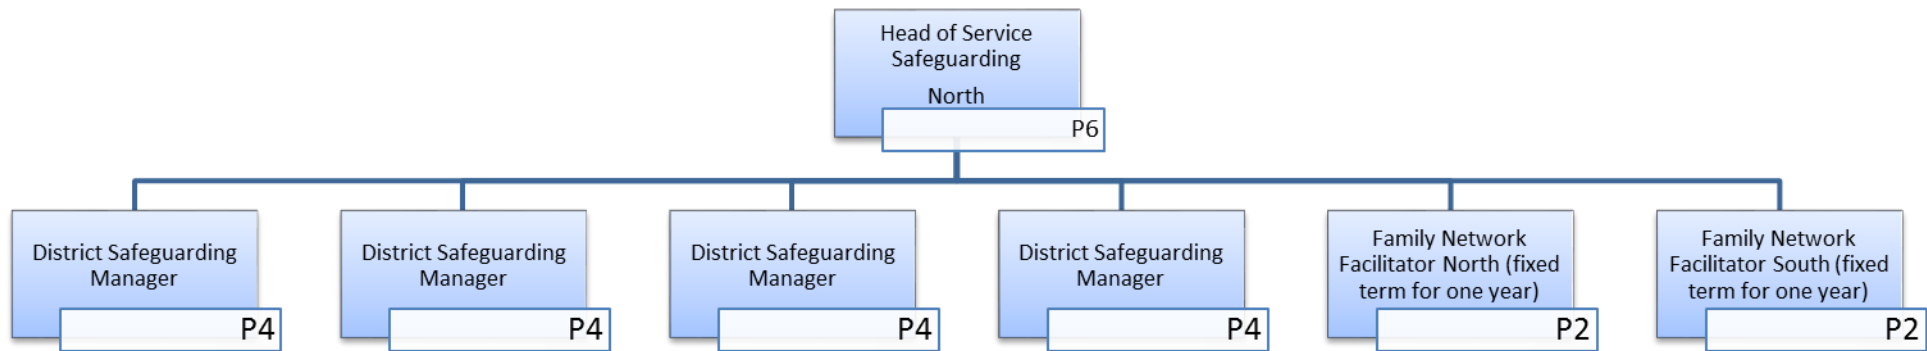 Head of Service
Safeguarding
North
P6
District Safeguarding
Manager
P4
District Safeguarding
Manager
P4
District Safeguarding
Manager
P4
District Safeguarding
Manager
P4
Family Network
Facilitator North (fixed
term for one year)
P2
Family Network
Facilitator South (fixed
term for one year)
P2